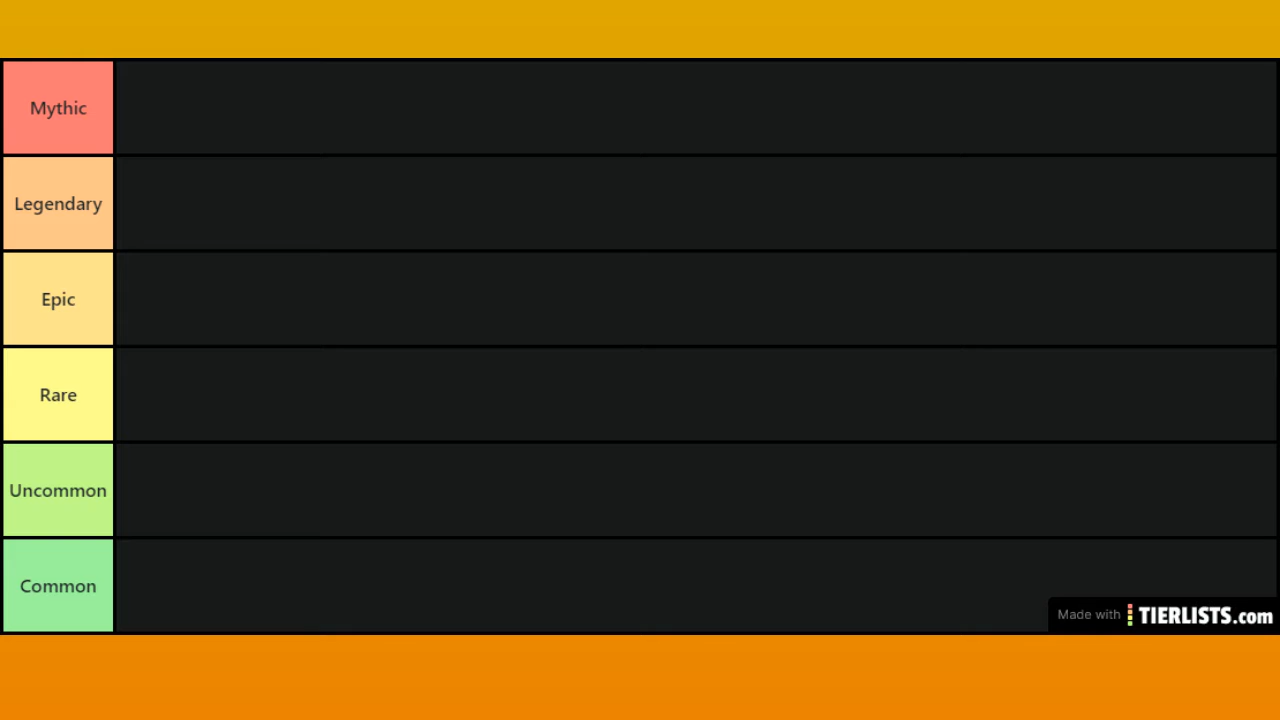 Mythic
Legendary
Epic
Rare
Uncommon
Common
Made with TIERLISTS.com